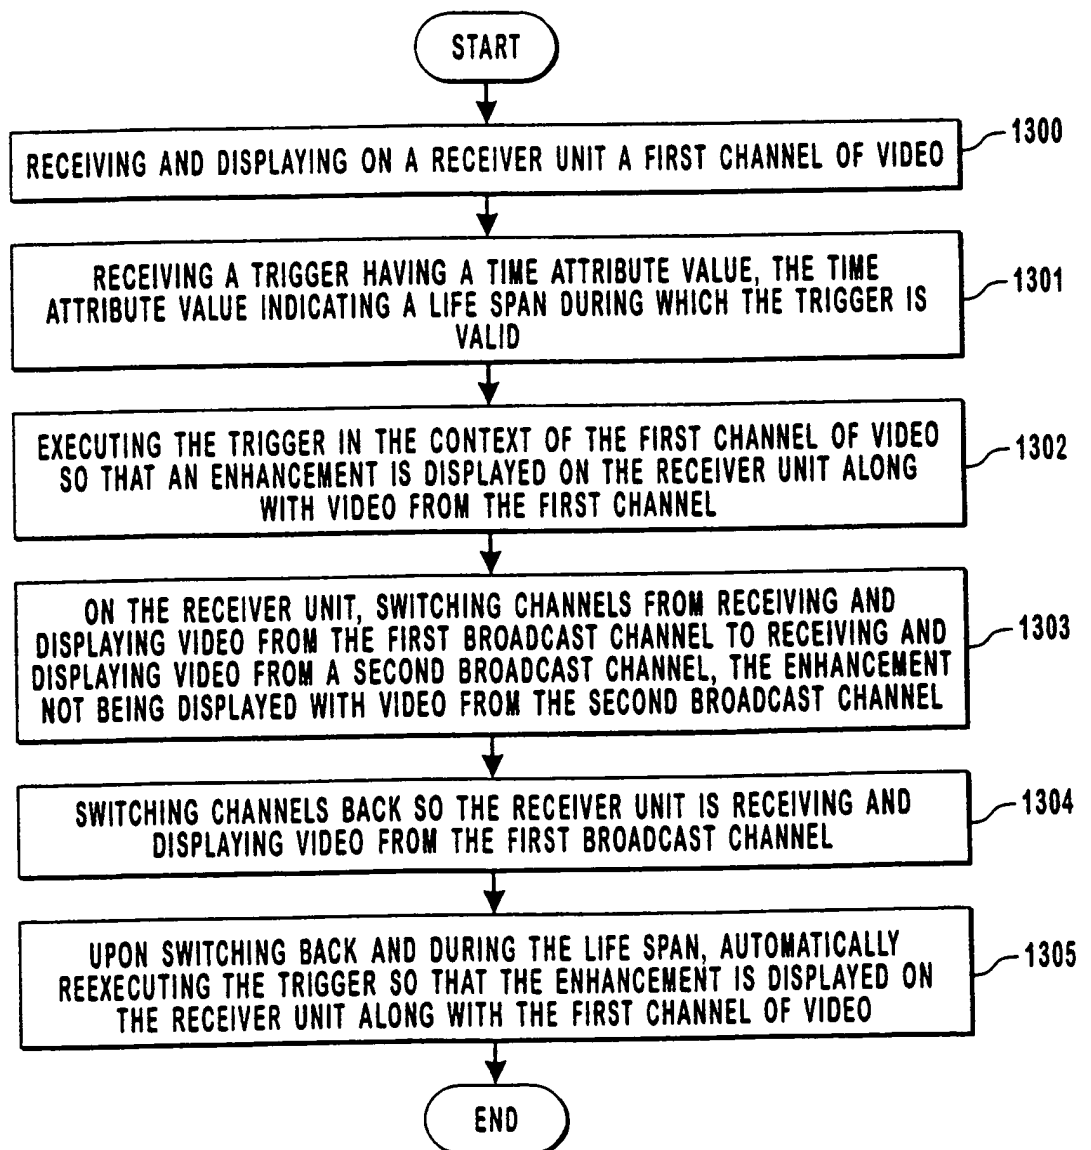 START
RECEIVING AND DISPLAYING ON A RECEIVER UNIT A FIRST CHANNEL OF VIDEO
1300
RECEIVING A TRIGGER HAVING A TIME ATTRIBUTE VALUE, THE TIME
ATTRIBUTE VALUE INDICATING A LIFE SPAN DURING WHICH THE TRIGGER IS
VALID
1301
EXECUTING THE TRIGGER IN THE CONTEXT OF THE FIRST CHANNEL OF VIDEO
SO THAT AN ENHANCEMENT IS DISPLAYED ON THE RECEIVER UNIT ALONG
WITH VIDEO FROM THE FIRST CHANNEL
1302
ON THE RECEIVER UNIT, SWITCHING CHANNELS FROM RECEIVING AND
DISPLAYING VIDEO FROM THE FIRST BROADCAST CHANNEL TO RECEIVING AND
DISPLAYING VIDEO FROM A SECOND BROADCAST CHANNEL, THE ENHANCEMENT
NOT BEING DISPLAYED WITH VIDEO FROM THE SECOND BROADCAST CHANNEL
1303
SWITCHING CHANNELS BACK SO THE RECEIVER UNIT IS RECEIVING AND
DISPLAYING VIDEO FROM THE FIRST BROADCAST CHANNEL
1304
UPON SWITCHING BACK AND DURING THE LIFE SPAN, AUTOMATICALLY
REEXECUTING THE TRIGGER SO THAT THE ENHANCEMENT IS DISPLAYED ON
THE RECEIVER UNIT ALONG WITH THE FIRST CHANNEL OF VIDEO
1305
END